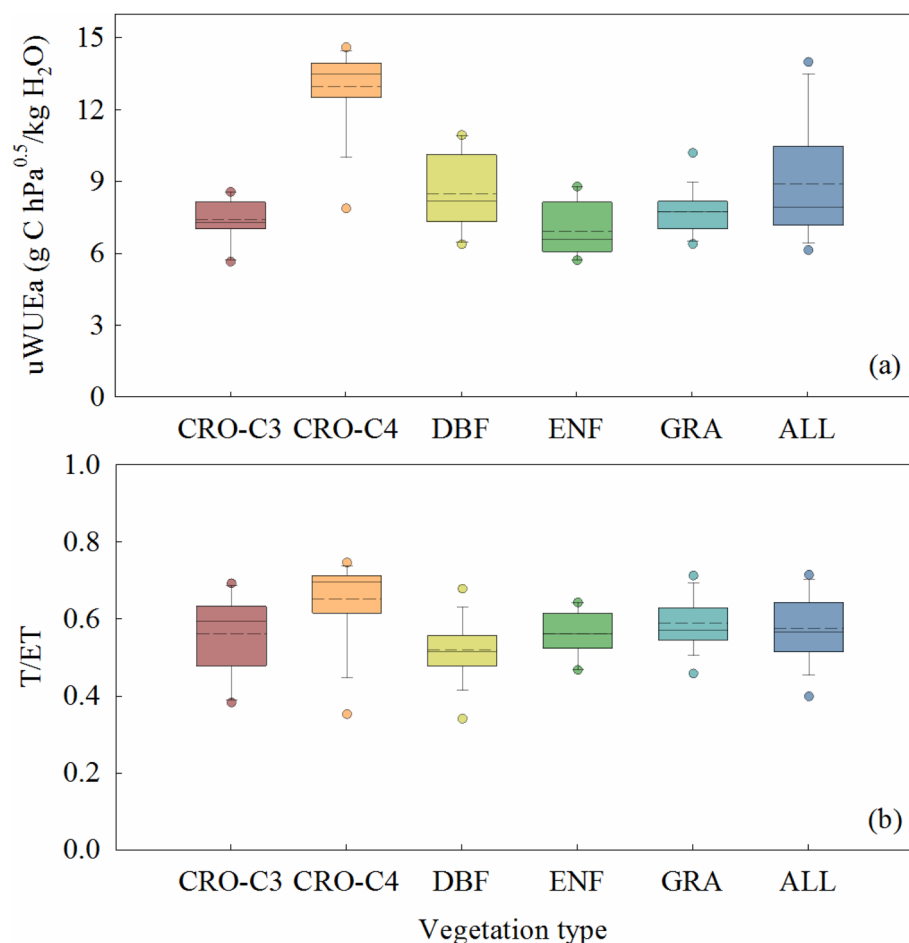 uWUEa (g C hPa^0.5/kg H₂O)
15
12
9
6
3
0
(a)
CRO-C3 CRO-C4 DBF ENF GRA ALL
T/ET
1.0
0.8
0.6
0.4
0.2
0.0
(b)
CRO-C3 CRO-C4 DBF ENF GRA ALL
Vegetation type